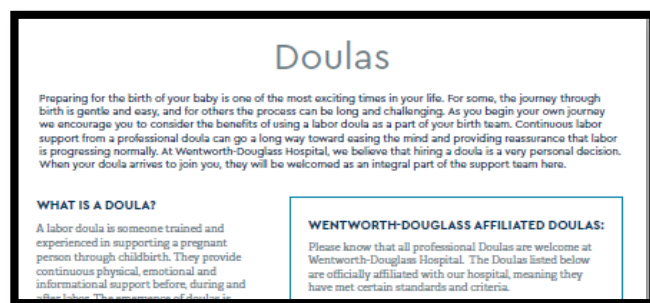 Doulas
Preparing for the birth of your baby is one of the most exciting times in your life. For some, the journey through
birth is gentle and easy, and for others the process can be long and challenging. As you begin your own journey
we encourage you to consider the benefits of using a labor doula as a part of your birth team. Continuous labor
support from a professional doula can go a long way toward easing the mind and providing reassurance that labor
is progressing normally. At Wentworth-Douglass Hospital, we believe that hiring a doula is a very personal decision.
When your doula arrives to join you, they will be welcomed as an integral part of the support team here.
WHAT IS A DOULA?
A labor doula is someone trained and
experienced in supporting a pregnant
person through childbirth. They provide
continuous physical, emotional and
informational support before, during and
after labor. The emergence of doulas is
WENTWORTH-DOUGLASS AFFILIATED DOULAS:
Please know that all professional Doulas are welcome at
Wentworth-Douglass Hospital. The Doulas listed below
are officially affiliated with our hospital, meaning they
have met certain standards and criteria.